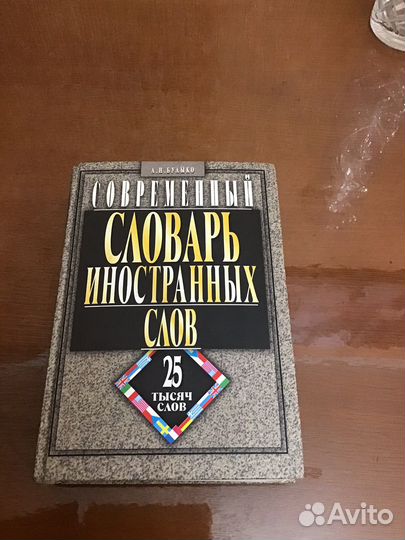 А.Н. БУЛЫКО
СОВРЕМЕННЫЙ
СЛОВАРЬ
ИНОСТРАННЫХ
СЛОВ
25
ТЫСЯЧ
СЛОВ
Avito